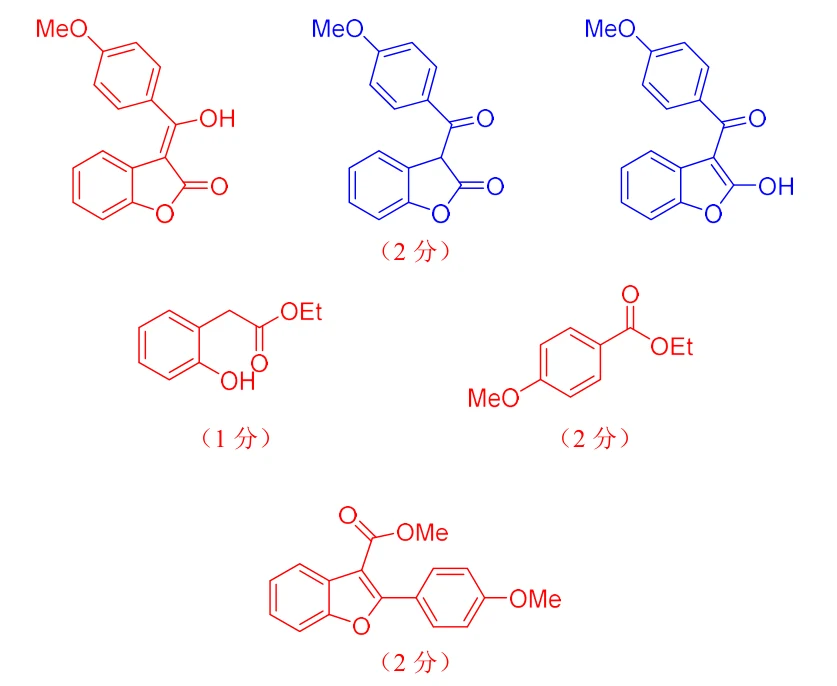 MeO MeO MeO
OH O O
O O OH
O O O
(2 分)
OEt O
O OEt
OH MeO
(1 分) (2 分)
O
OMe
OMe
O
(2 分)